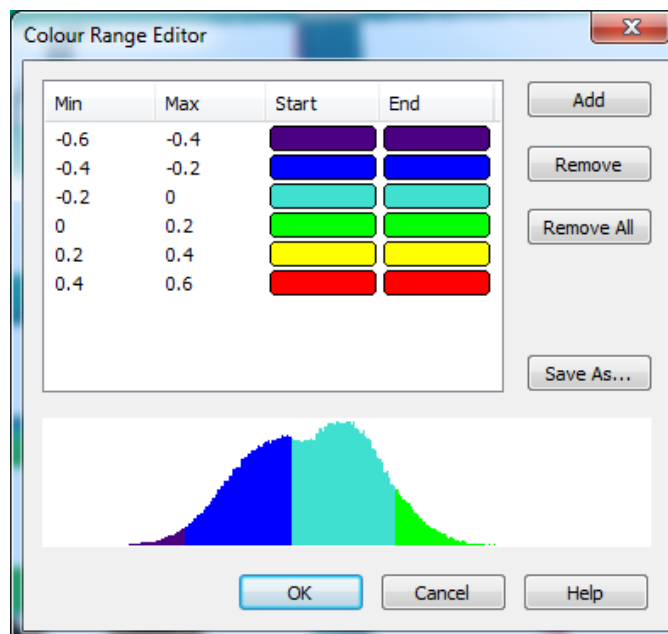 Colour Range Editor
X
Min Max Start End
-0.6 -0.4
-0.4 -0.2
-0.2 0
0 0.2
0.2 0.4
0.4 0.6
Add
Remove
Remove All
Save As...
OK Cancel Help